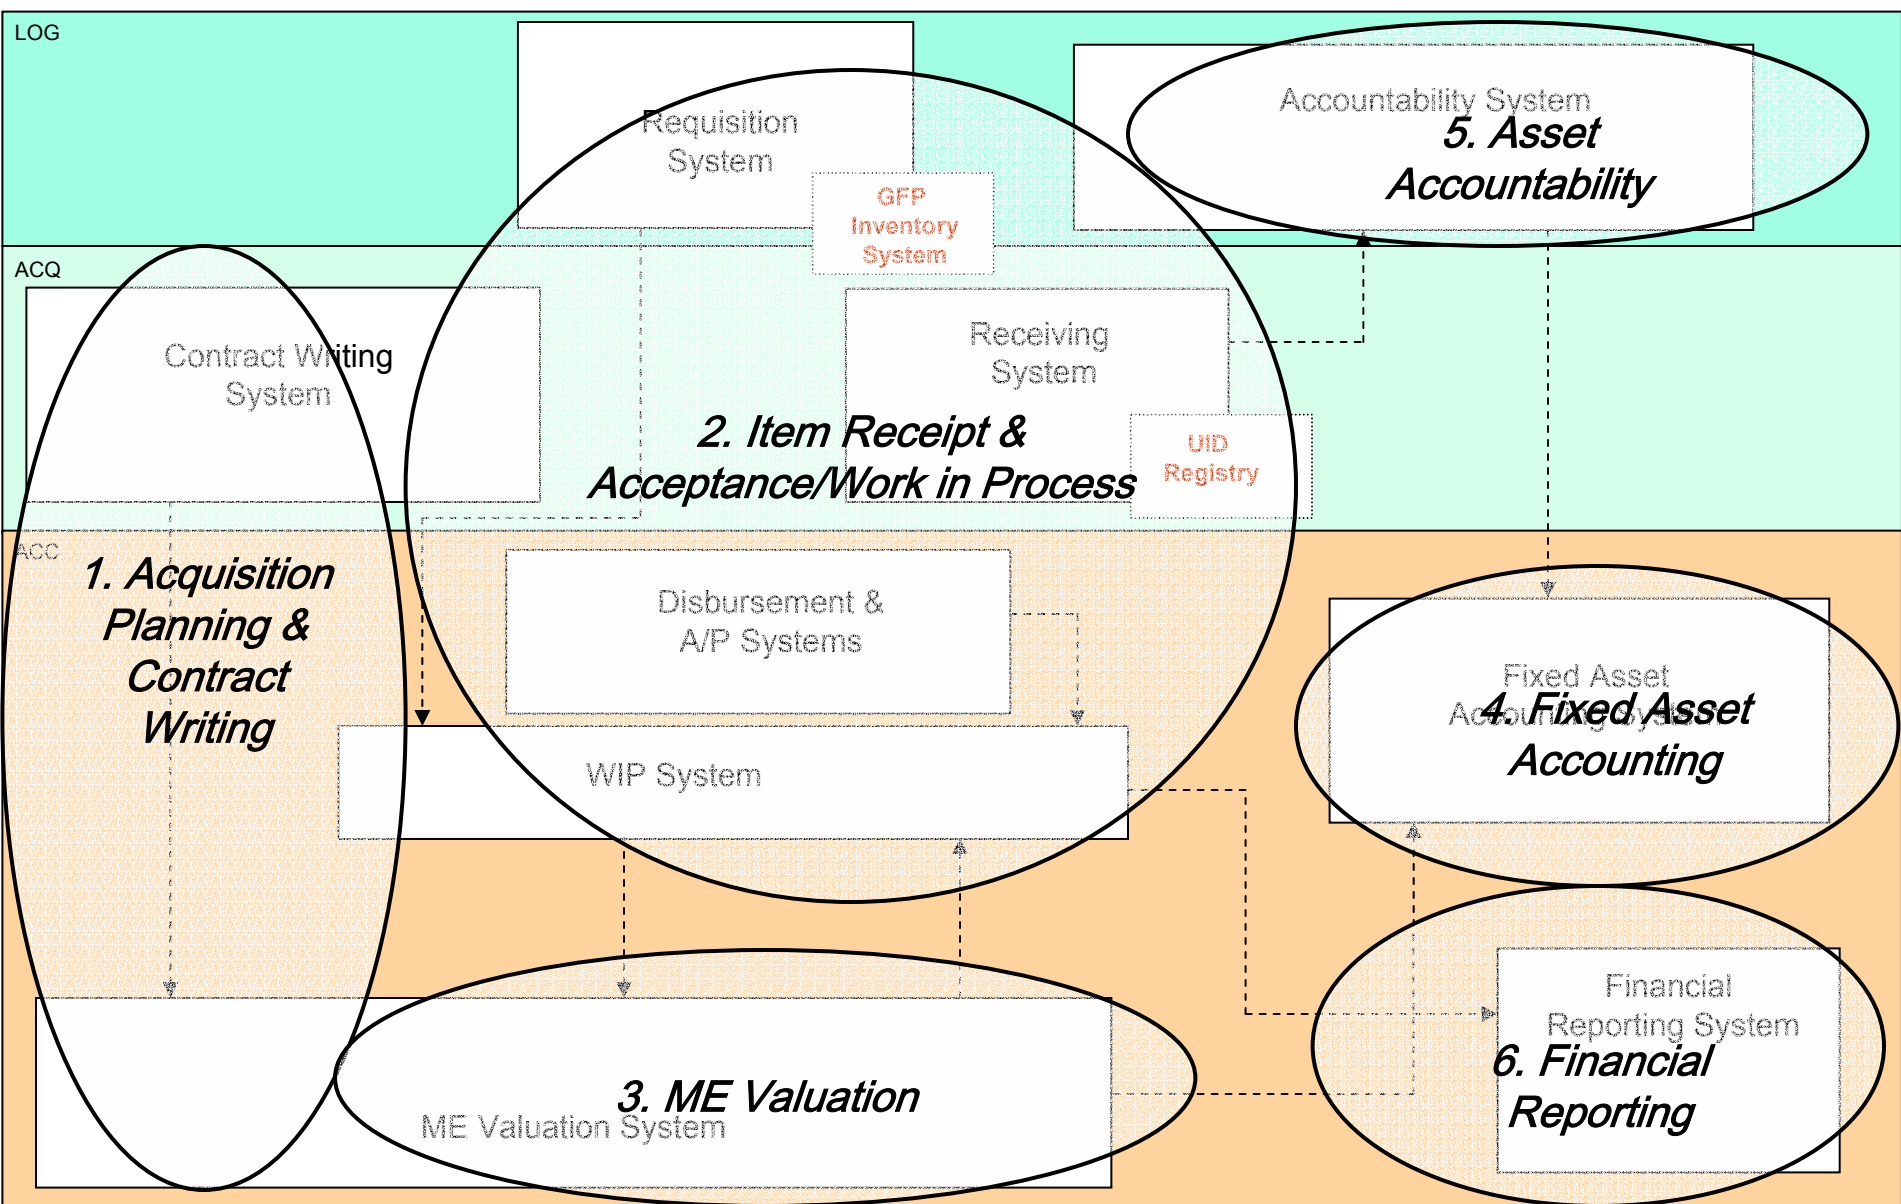 LOG
Requisition
System
GFP
Inventory
System
Accountability System
5. Asset
Accountability
ACQ
Contract Writing
System
Receiving
System
UID
Registry
2. Item Receipt &
Acceptance/Work in Process
ACC
1. Acquisition
Planning &
Contract
Writing
Disbursement &
A/P Systems
WIP System
Fixed Asset
Accounting System
4. Fixed Asset
Accounting
3. ME Valuation
ME Valuation System
Financial
Reporting System
6. Financial
Reporting